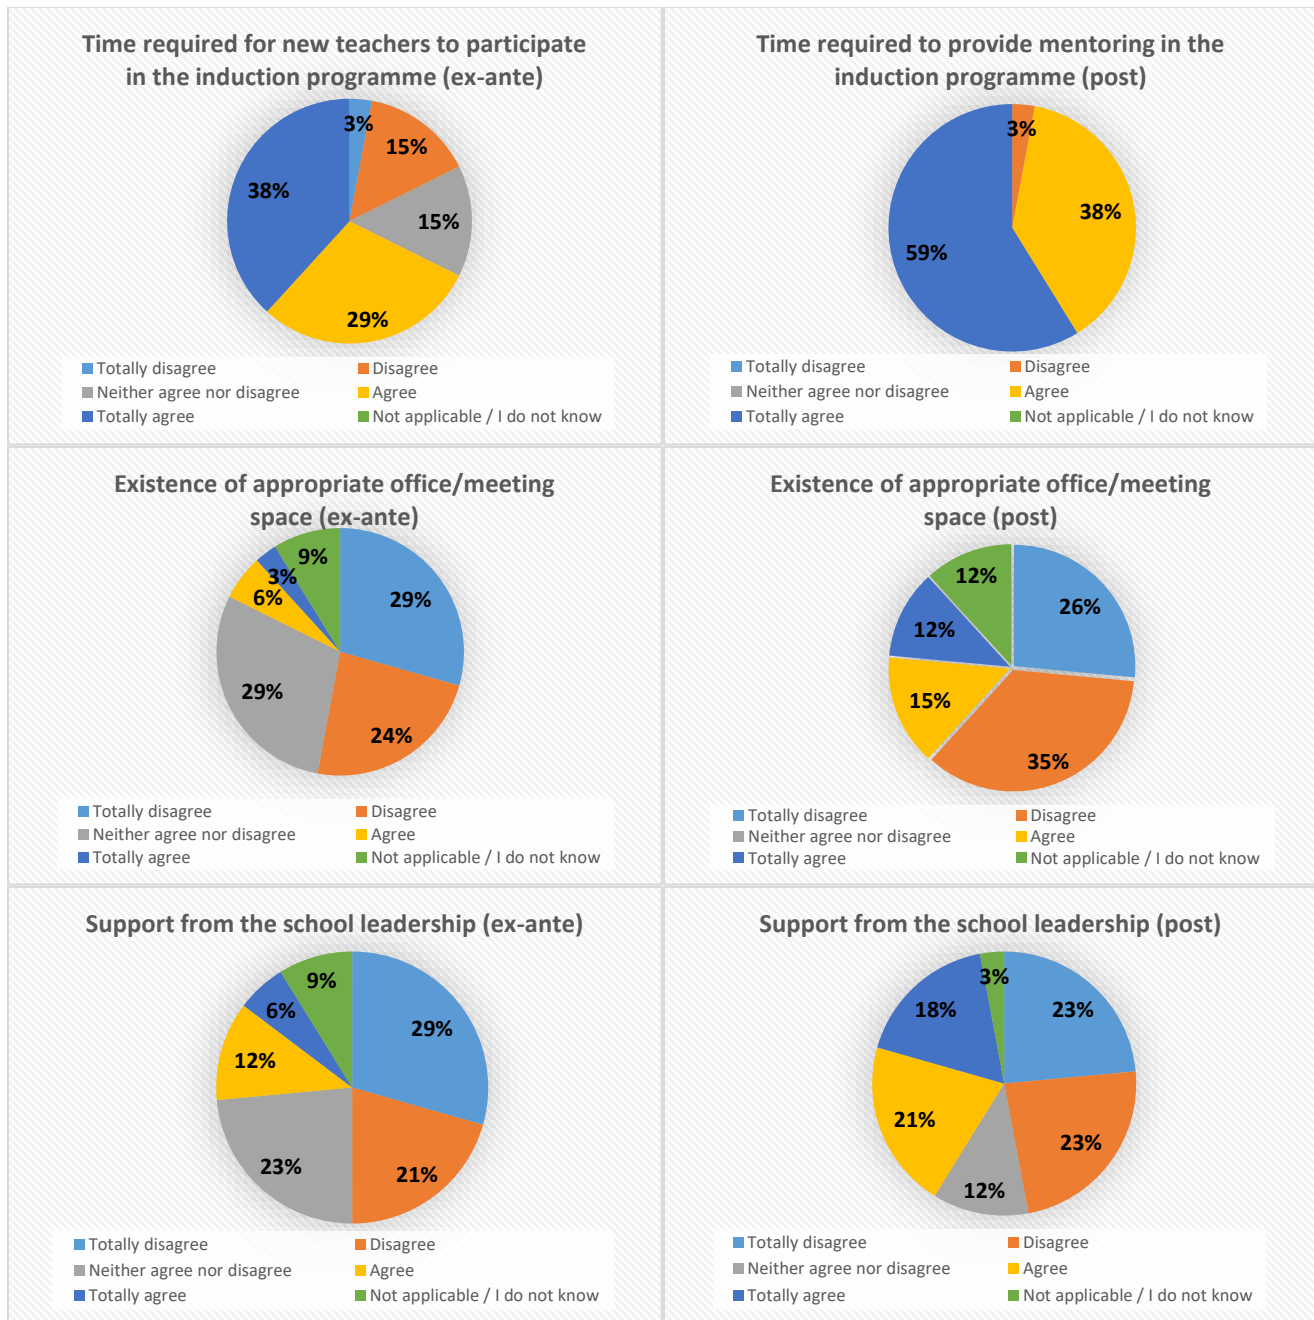 Time required for new teachers to participate
in the induction programme (ex-ante)
3%
15%
38%
15%
29%
Totally disagree
Disagree
Neither agree nor disagree
Agree
Totally agree
Not applicable / I do not know
Time required to provide mentoring in the
induction programme (post)
3%
38%
59%
Totally disagree
Disagree
Neither agree nor disagree
Agree
Totally agree
Not applicable / I do not know
Existence of appropriate office/meeting
space (ex-ante)
9%
3%
6%
29%
29%
24%
Totally disagree
Disagree
Neither agree nor disagree
Agree
Totally agree
Not applicable / I do not know
Existence of appropriate office/meeting
space (post)
12%
26%
12%
15%
35%
Totally disagree
Disagree
Neither agree nor disagree
Agree
Totally agree
Not applicable / I do not know
Support from the school leadership (ex-ante)
9%
6%
29%
12%
23%
21%
Totally disagree
Disagree
Neither agree nor disagree
Agree
Totally agree
Not applicable / I do not know
Support from the school leadership (post)
3%
18%
23%
21%
23%
12%
Totally disagree
Disagree
Neither agree nor disagree
Agree
Totally agree
Not applicable / I do not know